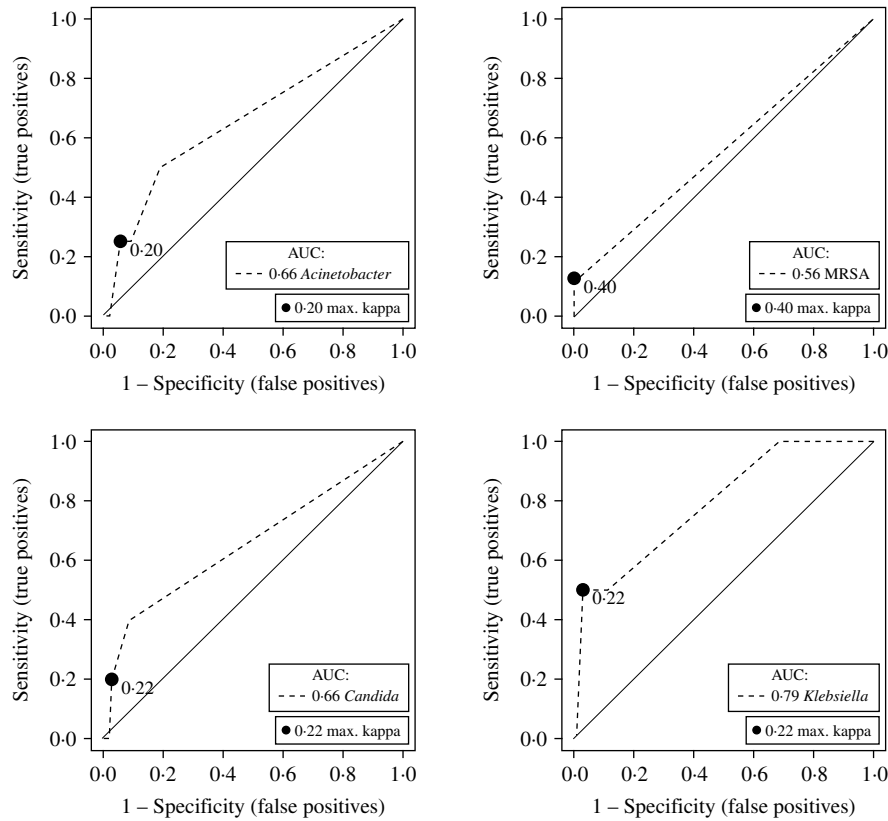 1·0
0·8
0·6
0·4
0·2
0·0
Sensitivity (true positives)
0·20
AUC:
0·66 Acinetobacter
0·20 max. kappa
0·0 0·2 0·4 0·6 0·8 1·0
1 – Specificity (false positives)
1·0
0·8
0·6
0·4
0·2
0·0
Sensitivity (true positives)
0·40
AUC:
0·56 MRSA
0·40 max. kappa
0·0 0·2 0·4 0·6 0·8 1·0
1 – Specificity (false positives)
1·0
0·8
0·6
0·4
0·2
0·0
Sensitivity (true positives)
0·22
AUC:
0·66 Candida
0·22 max. kappa
0·0 0·2 0·4 0·6 0·8 1·0
1 – Specificity (false positives)
1·0
0·8
0·6
0·4
0·2
0·0
Sensitivity (true positives)
0·22
AUC:
0·79 Klebsiella
0·22 max. kappa
0·0 0·2 0·4 0·6 0·8 1·0
1 – Specificity (false positives)